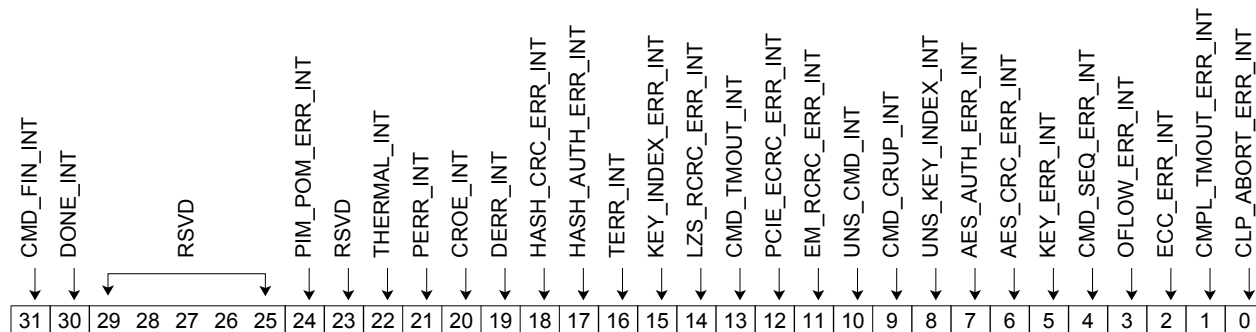 CMD_FIN_INT
DONE_INT
RSVD
PIM_POM_ERR_INT
RSVD
THERMAL_INT
PERR_INT
CROE_INT
DERR_INT
HASH_CRC_ERR_INT
HASH_AUTH_ERR_INT
TERR_INT
KEY_INDEX_ERR_INT
LZS_RCRC_ERR_INT
CMD_TMOUT_INT
PCIE_ECRC_ERR_INT
EM_RCRC_ERR_INT
UNS_CMD_INT
CMD_CRUP_INT
UNS_KEY_INDEX_INT
AES_AUTH_ERR_INT
AES_CRC_ERR_INT
KEY_ERR_INT
CMD_SEQ_ERR_INT
OFLOW_ERR_INT
ECC_ERR_INT
CMPL_TMOUT_ERR_INT
CLP_ABORT_ERR_INT
31 30 29 28 27 26 25 24 23 22 21 20 19 18 17 16 15 14 13 12 11 10 9 8 7 6 5 4 3 2 1 0